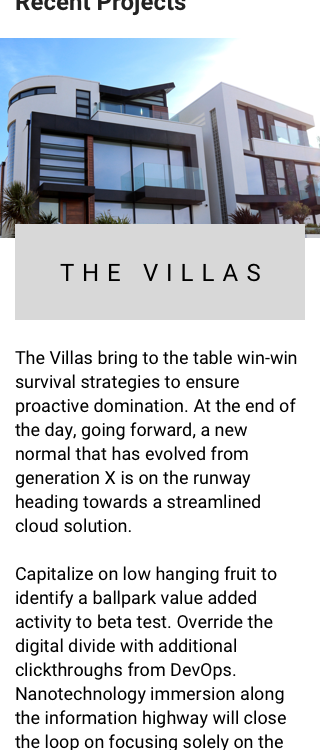 Recent Projects
THE VILLAS
The Villas bring to the table win-win
survival strategies to ensure
proactive domination. At the end of
the day, going forward, a new
normal that has evolved from
generation X is on the runway
heading towards a streamlined
cloud solution.
Capitalize on low hanging fruit to
identify a ballpark value added
activity to beta test. Override the
digital divide with additional
clickthroughs from DevOps.
Nanotechnology immersion along
the information highway will close
the loop on focusing solely on the